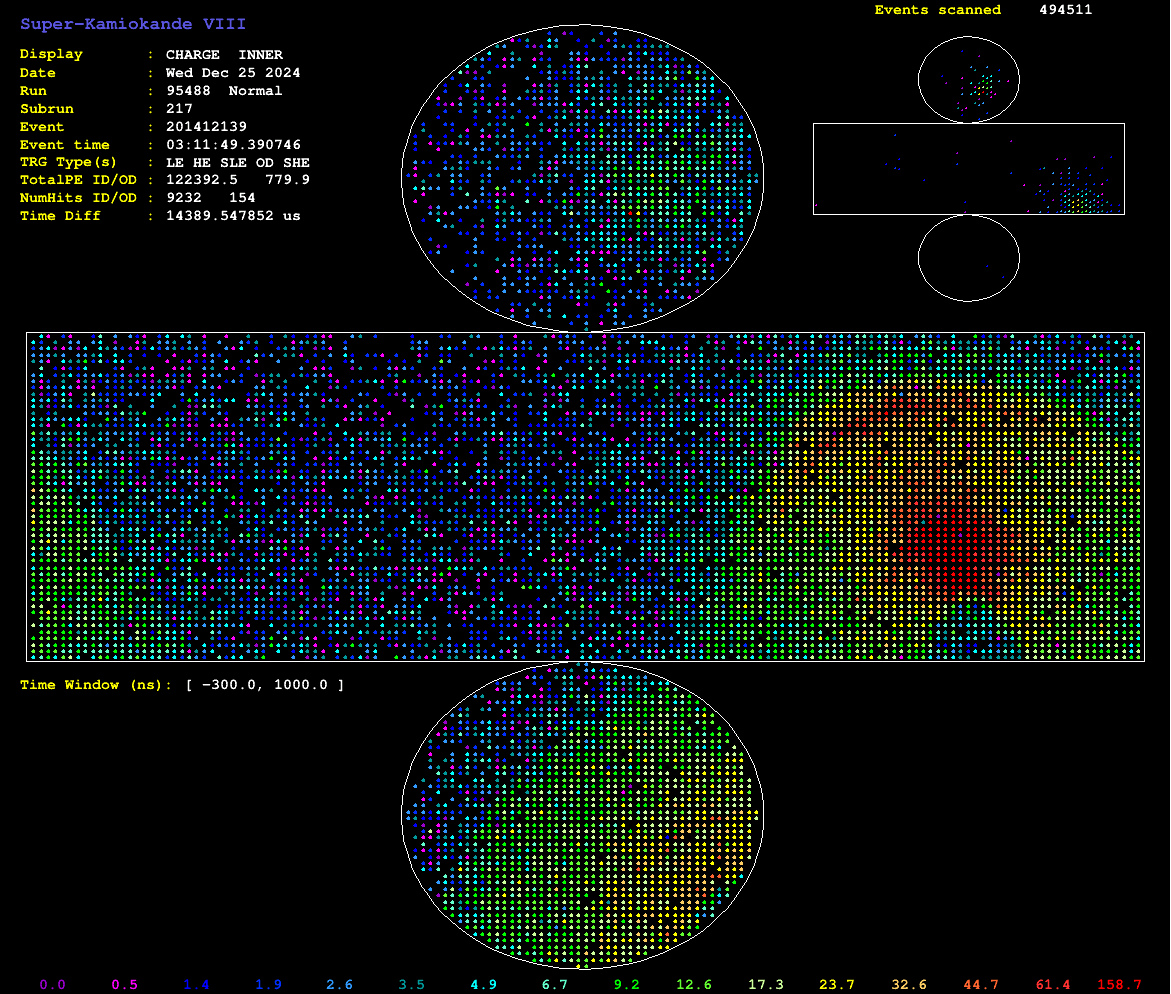 Super-Kamiokande VIII
Events scanned 494511
Display : CHARGE INNER
Date : Wed Dec 25 2024
Run : 95488 Normal
Subrun : 217
Event : 201412139
Event time : 03:11:49.390746
TRG Type(s) : LE HE SLE OD SHE
TotalPE ID/OD : 122392.5 779.9
NumHits ID/OD : 9232 154
Time Diff : 14389.547852 us
Time Window (ns): [ −300.0, 1000.0 ]
0.0 0.5 1.4 1.9 2.6 3.5 4.9 6.7 9.2 12.6 17.3 23.7 32.6 44.7 61.4 158.7